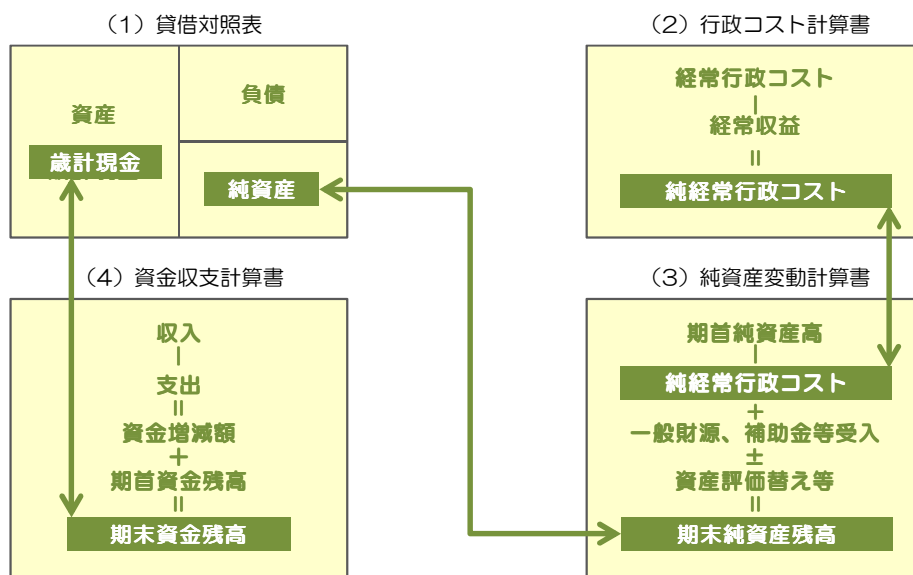 (1)貸借対照表
資産
歳計現金
負債
純資産
(2)行政コスト計算書
経常行政コスト
−
経常収益
=
純経常行政コスト
(4)資金収支計算書
収入
−
支出
=
資金増減額
+
期首資金残高
=
期末資金残高
(3)純資産変動計算書
期首純資産高
−
純経常行政コスト
+
一般財源、補助金等受入
±
資産評価替え等
=
期末純資産残高